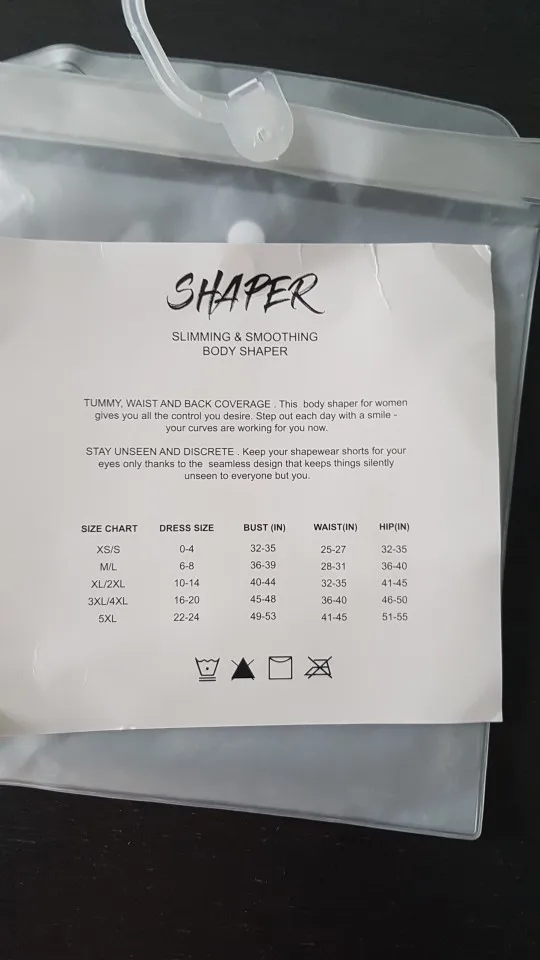 SHAPER
SLIMMING & SMOOTHING
BODY SHAPER
TUMMY, WAIST AND BACK COVERAGE . This body shaper for women
gives you all the control you desire. Step out each day with a smile -
your curves are working for you now.
STAY UNSEEN AND DISCRETE . Keep your shapewear shorts for your
eyes only thanks to the seamless design that keeps things silently
unseen to everyone but you.
SIZE CHART DRESS SIZE BUST (IN) WAIST(IN) HIP(IN)
XS/S 0-4 32-35 25-27 32-35
M/L 6-8 36-39 28-31 36-40
XL/2XL 10-14 40-44 32-35 41-45
3XL/4XL 16-20 45-48 36-40 46-50
5XL 22-24 49-53 41-45 51-55